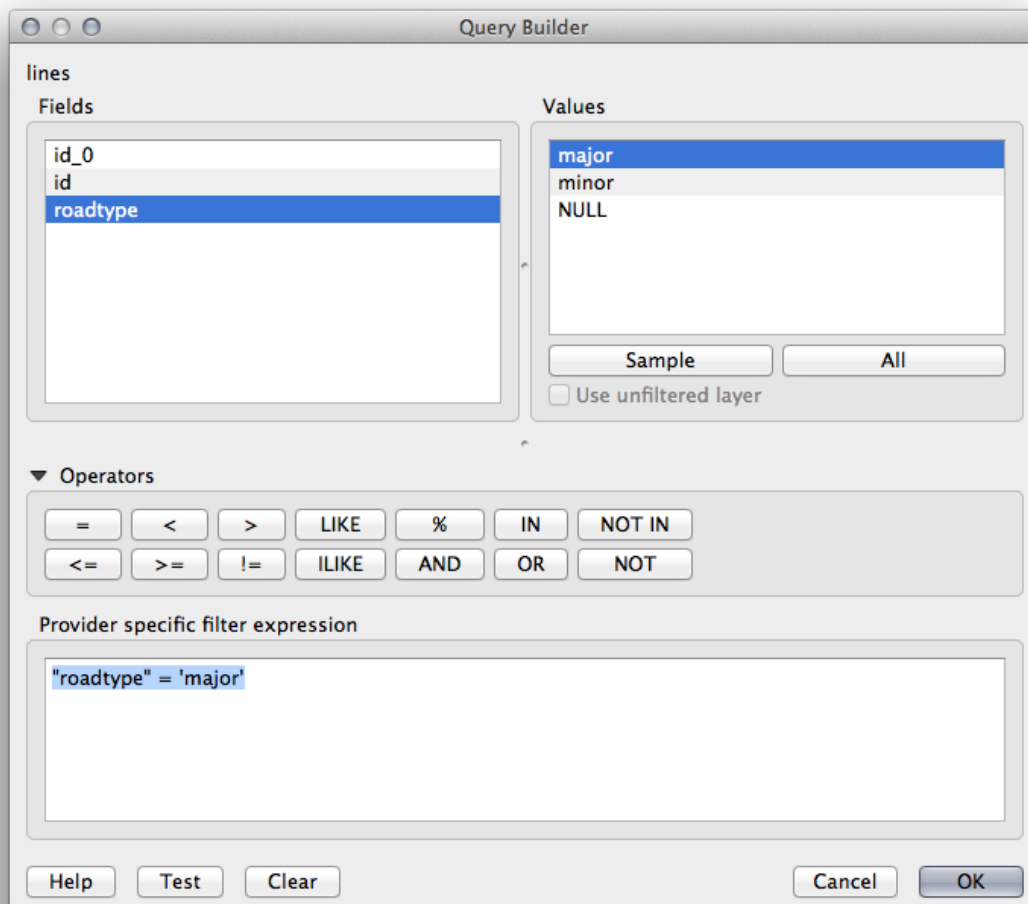 Query Builder
lines
Fields
id_0
id
roadtype
Values
major
minor
NULL
Sample All
Use unfiltered layer
Operators
= < > LIKE % IN NOT IN
<= >= != ILIKE AND OR NOT
Provider specific filter expression
"roadtype" = 'major'
Help Test Clear Cancel OK